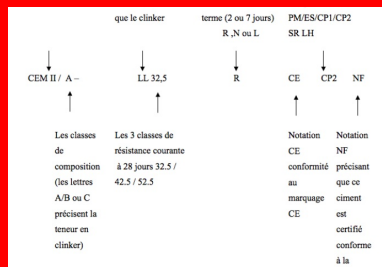 que le clinker
terme (2 ou 7 jours)
R ,N ou L
PM/ES/CP1/CP2
SR LH
CEM II / A – LL 32,5 R CE CP2 NF
Les classes
de
composition
(les lettres
A/B ou C
précisent la
teneur en
clinker)
Les 3 classes de
résistance courante
à 28 jours 32.5 /
42.5 / 52.5
Notation
CE
conformité
au
marquage
CE
Notation
NF
précisant
que ce
ciment
est
certifié
conforme
à la